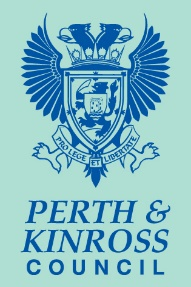 PRO LEGE ET LIBERTATE
PERTH &
KINROSS
COUNCIL